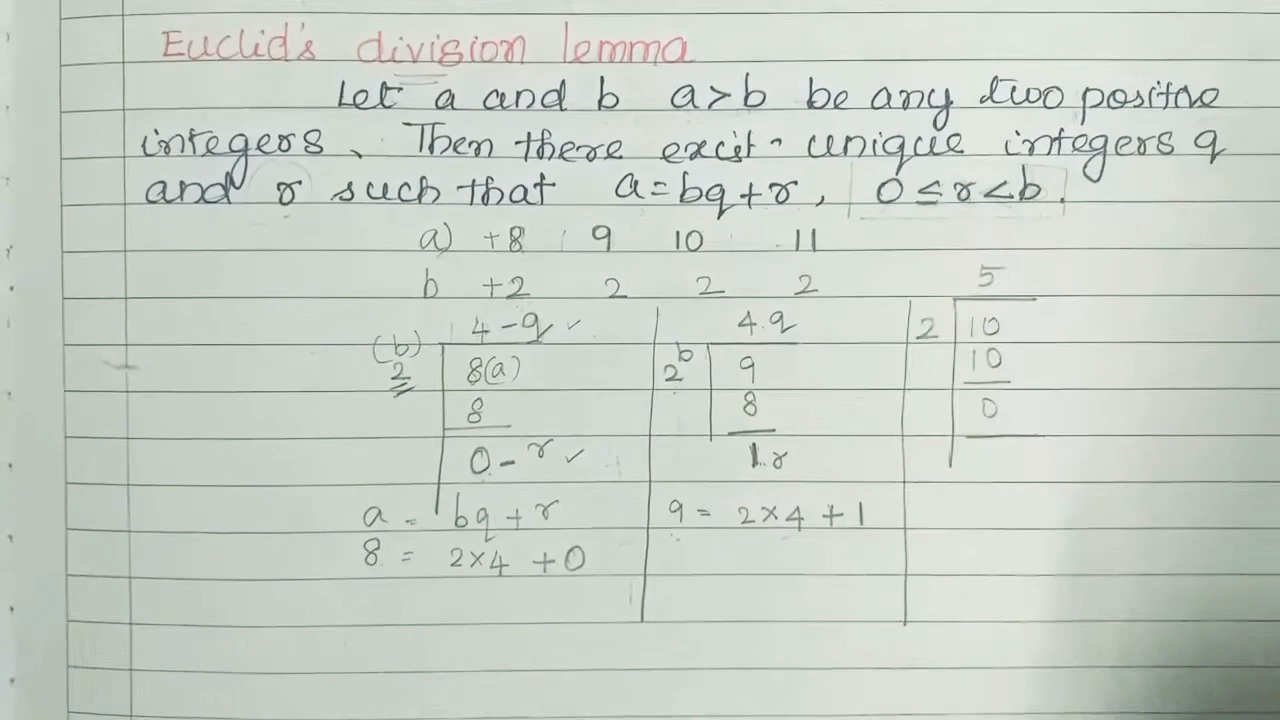 Euclid's division lemma
Let a and b a>b be any two positive
integers. Then there excit unique integers q
and r such that a=bq+r, 0≤r<b.
a) +8 9 10 11
b +2 2 2 2
5
4-q ✓ 4.q 2 10
(b) 2 8(a) 2 b 9 10
8 8 0
0-r ✓ 1.r
a = bq+r 9 = 2×4+1
8 = 2×4+0